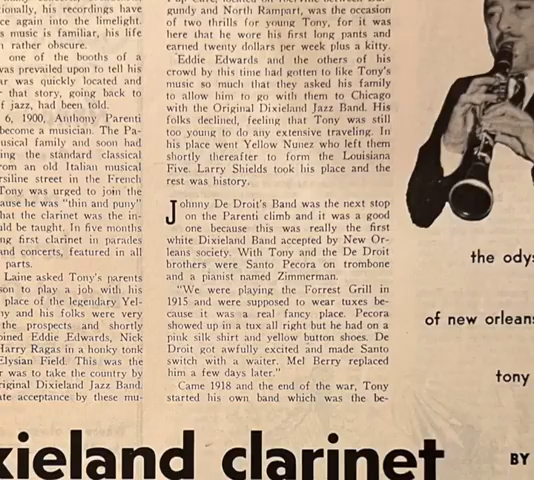 tionally, his recordings have
ce again into the limelight.
s music is familiar, his life
rather obscure.
one of the booths of a
was prevailed upon to tell his
ar was quickly located and
that story, going back to
f jazz, had been told.
6, 1900, Anthony Parenti
become a musician. The Pa-
usical family and soon had
ing the standard classical
rom an old Italian musical
rsiline street in the French
Tony was urged to join the
ause he was "thin and puny"
hat the clarinet was the in-
uld be taught. In five months
ng first clarinet in parades
and concerts, featured in all
parts.
Laine asked Tony's parents
son to play a job with his
place of the legendary Yel-
ny and his folks were very
the prospects and shortly
oined Eddie Edwards, Nick
Harry Ragas in a honky tonk
Elysian Field. This was the
r was to take the country by
riginal Dixieland Jazz Band.
ate acceptance by these mu-
gundy and North Rampart, was the occasion
of two thrills for young Tony, for it was
here that he wore his first long pants and
earned twenty dollars per week plus a kitty.
Eddie Edwards and the others of his
crowd by this time had gotten to like Tony's
music so much that they asked his family
to allow him to go with them to Chicago
with the Original Dixieland Jazz Band. His
folks declined, feeling that Tony was still
too young to do any extensive traveling. In
his place went Yellow Nunez who left them
shortly thereafter to form the Louisiana
Five. Larry Shields took his place and the
rest was history.
Johnny De Droit's Band was the next stop
on the Parenti climb and it was a good
one because this was really the first
white Dixieland Band accepted by New Or-
leans society. With Tony and the De Droit
brothers were Santo Pecora on trombone
and a pianist named Zimmerman.
"We were playing the Forrest Grill in
1915 and were supposed to wear tuxes be-
cause it was a real fancy place. Pecora
showed up in a tux all right but he had on a
pink silk shirt and yellow button shoes. De
Droit got awfully excited and made Santo
switch with a waiter. Mel Berry replaced
him a few days later."
Came 1918 and the end of the war, Tony
started his own band which was the be-
the odys
of new orleans
tony
xieland clarinet
BY